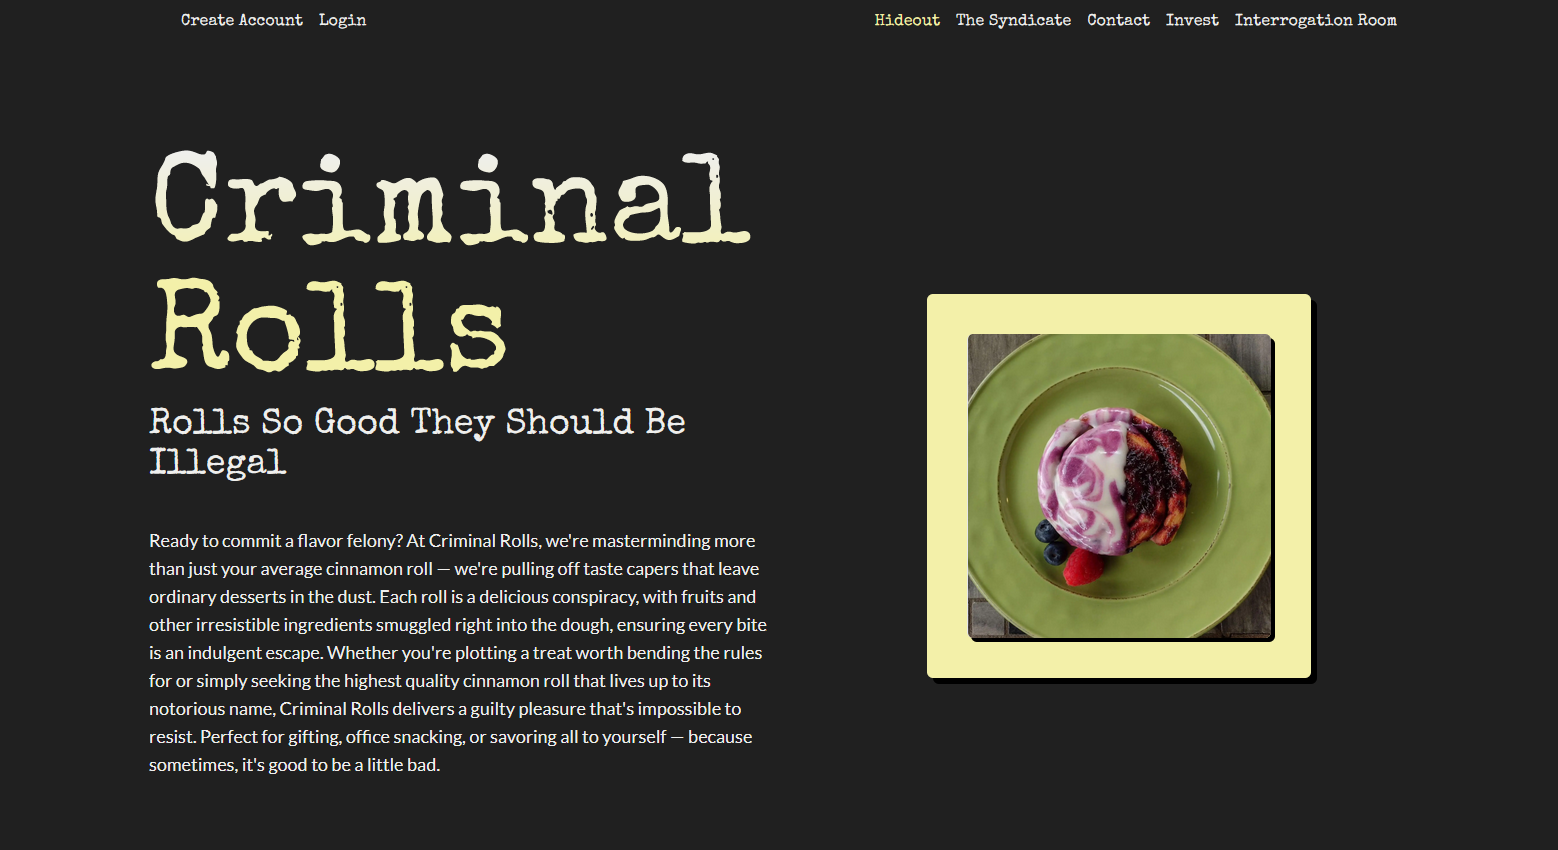 Create Account Login
Hideout The Syndicate Contact Invest Interrogation Room
Criminal
Rolls
Rolls So Good They Should Be
Illegal
Ready to commit a flavor felony? At Criminal Rolls, we're masterminding more
than just your average cinnamon roll — we're pulling off taste capers that leave
ordinary desserts in the dust. Each roll is a delicious conspiracy, with fruits and
other irresistible ingredients smuggled right into the dough, ensuring every bite
is an indulgent escape. Whether you're plotting a treat worth bending the rules
for or simply seeking the highest quality cinnamon roll that lives up to its
notorious name, Criminal Rolls delivers a guilty pleasure that's impossible to
resist. Perfect for gifting, office snacking, or savoring all to yourself — because
sometimes, it's good to be a little bad.